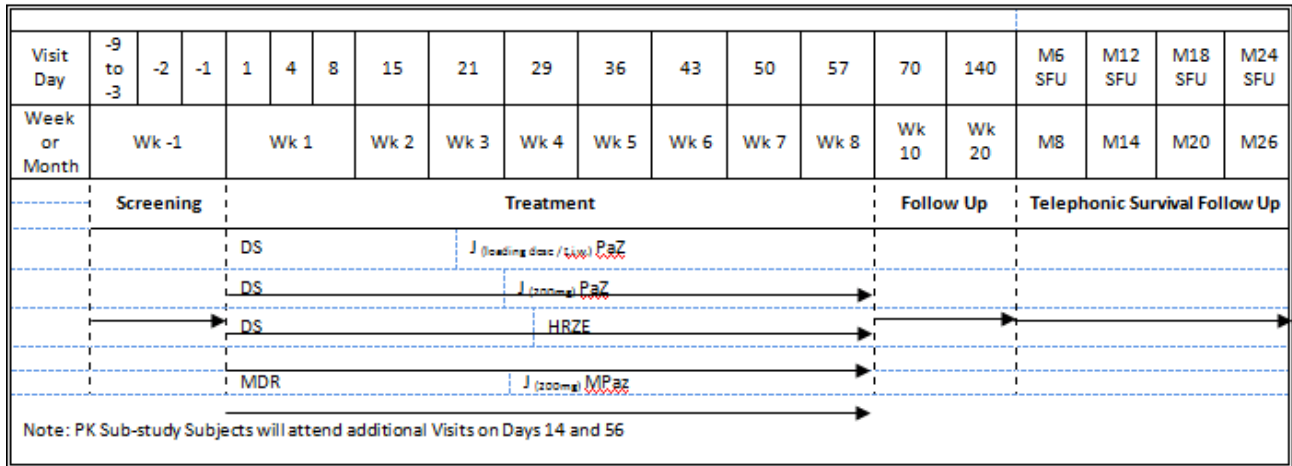 Visit Day -9 to -3 -2 -1 1 4 8 15 21 29 36 43 50 57 70 140 M6 SFU M12 SFU M18 SFU M24 SFU
Week or Month Wk -1 Wk 1 Wk 2 Wk 3 Wk 4 Wk 5 Wk 6 Wk 7 Wk 8 Wk 10 Wk 20 M8 M14 M20 M26
Screening Treatment Follow Up Telephonic Survival Follow Up
DS J (loading dose / t.i.w.) PaZ
DS J (200mg) PaZ
DS HRZE
MDR J (200mg) MPaz
Note: PK Sub-study Subjects will attend additional Visits on Days 14 and 56